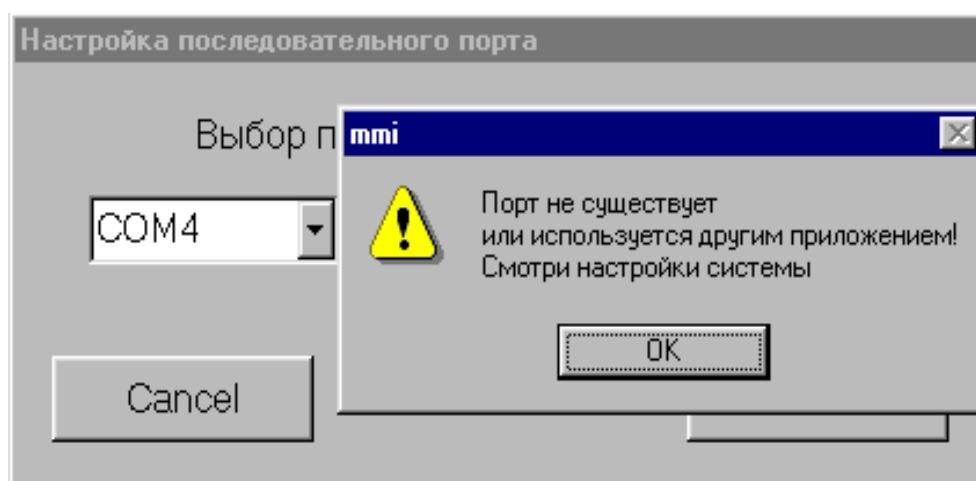 Настройка последовательного порта
Выбор
mmi
COM4
Порт не существует
или используется другим приложением!
Смотри настройки системы
OK
Cancel